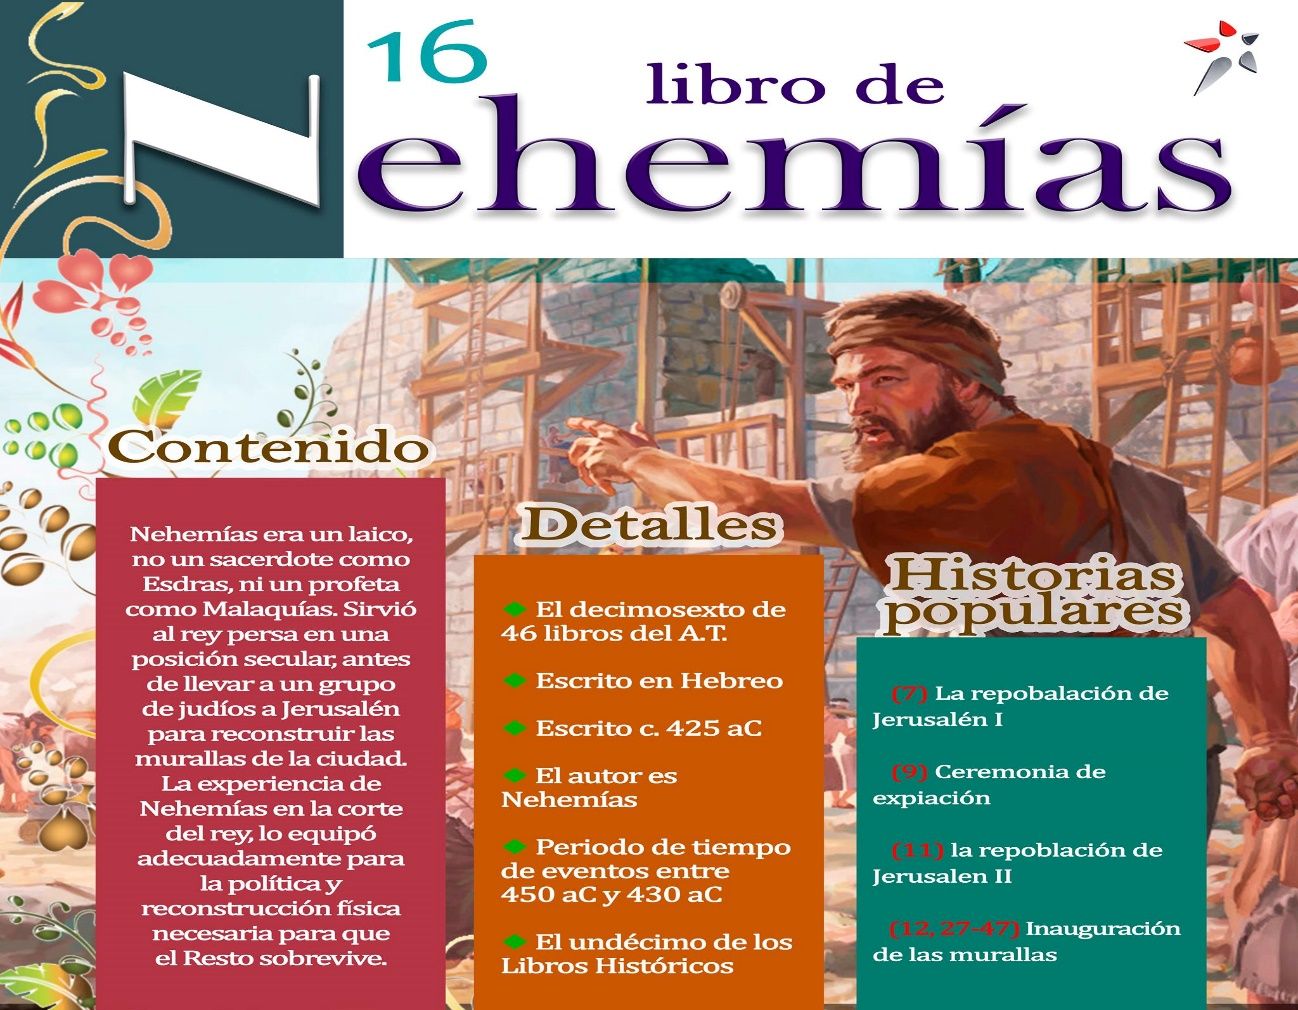 16
libro de
Nehemías
Contenido
Nehemías era un laico,
no un sacerdote como
Esdras, ni un profeta
como Malaquías. Sirvió
al rey persa en una
posición secular, antes
de llevar a un grupo
de judíos a Jerusalén
para reconstruir las
murallas de la ciudad.
La experiencia de
Nehemías en la corte
del rey, lo equipó
adecuadamente para
la política y
reconstrucción física
necesaria para que
el Resto sobrevive.
Detalles
El decimosexto de
46 libros del A.T.
Escrito en Hebreo
Escrito c. 425 aC
El autor es
Nehemías
Periodo de tiempo
de eventos entre
450 aC y 430 aC
El undécimo de los
Libros Históricos
Historias
populares
(7) La repobalación de
Jerusalén I
(9) Ceremonia de
expiación
(11) la repoblación de
Jerusalen II
(12, 27-47) Inauguración
de las murallas